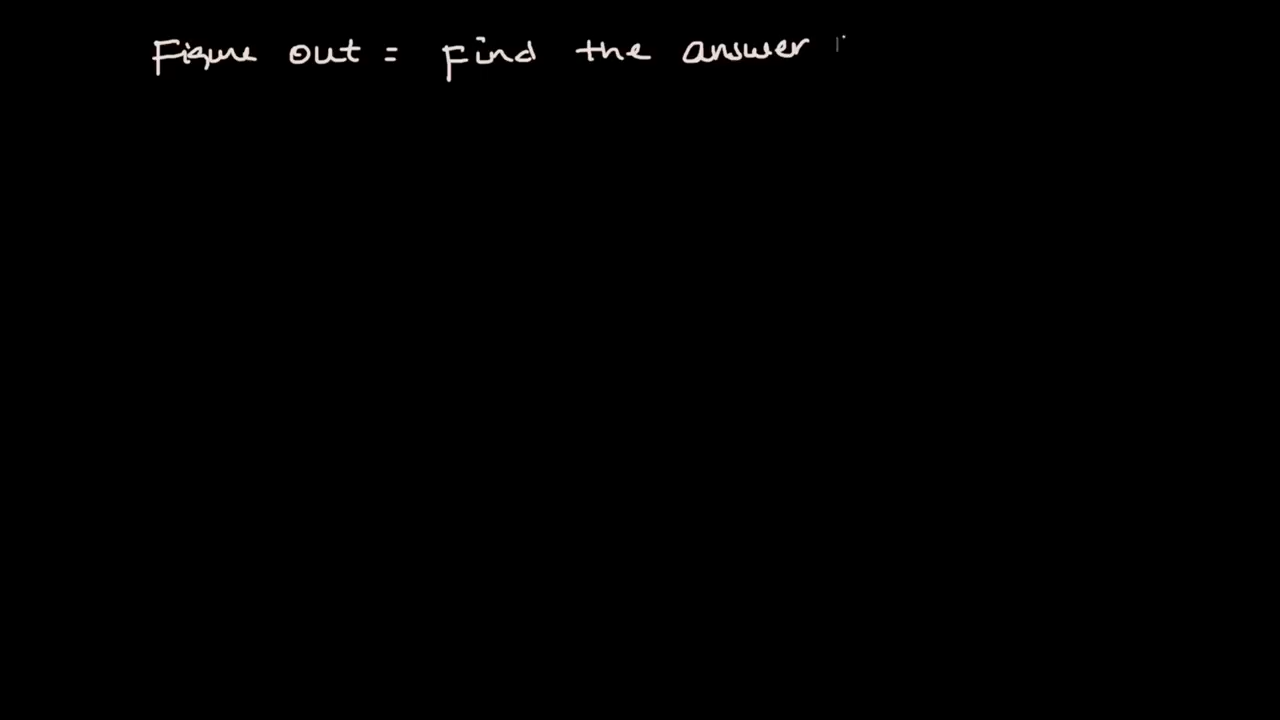 Figure out = Find the answer